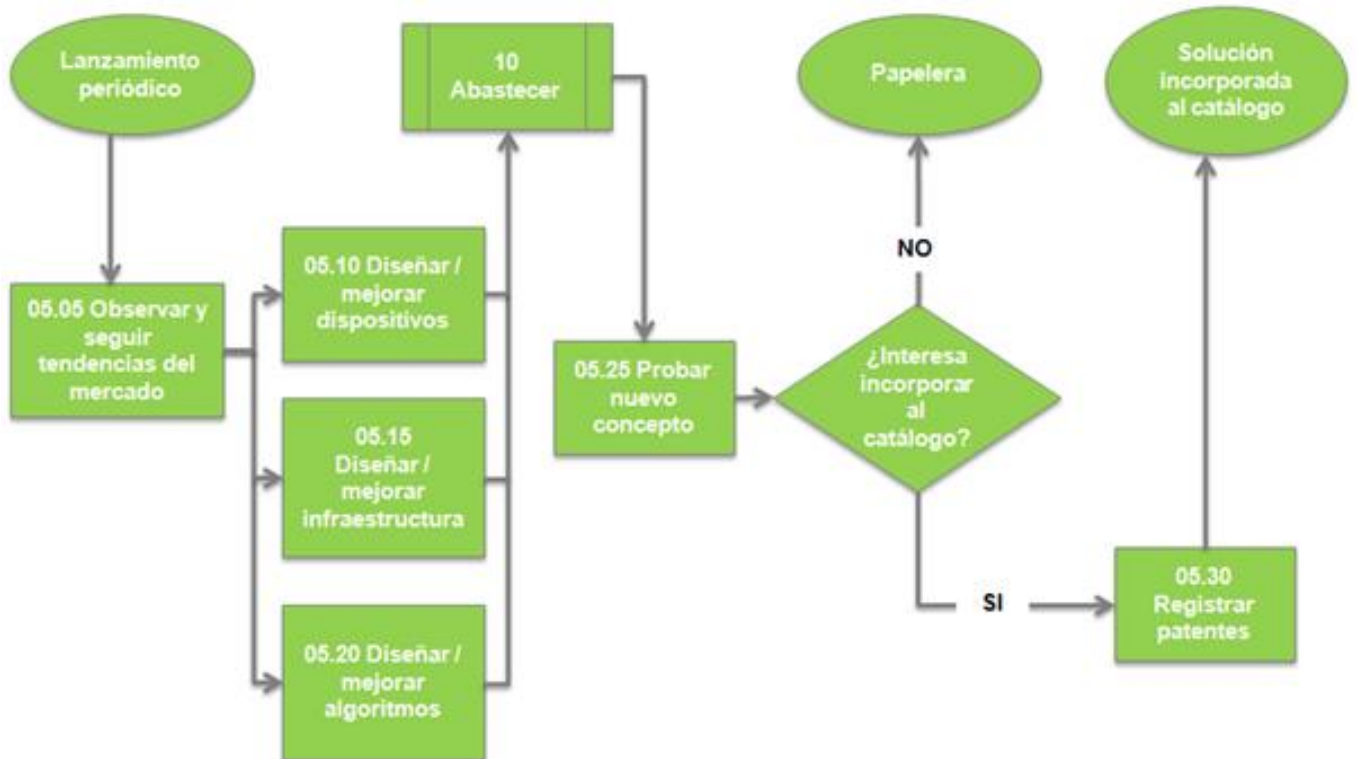 Lanzamiento
periódico
10
Abastecer
Papelera
Solución
incorporada
al catálogo
05.05 Observar y
seguir
tendencias del
mercado
05.10 Diseñar /
mejorar
dispositivos
05.15
Diseñar /
mejorar
infraestructura
05.20 Diseñar /
mejorar
algoritmos
05.25 Probar
nuevo
concepto
¿Interesa
incorporar
al
catálogo?
NO
SI
05.30
Registrar
patentes